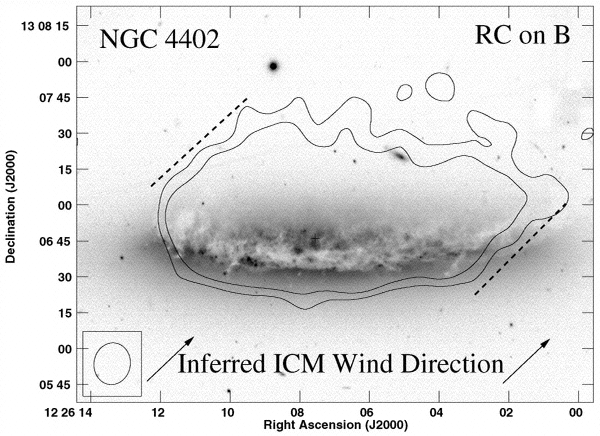 NGC 4402
RC on B
13 08 15
00
07 45
30
15
00
06 45
30
15
00
05 45
Declination (J2000)
Inferred ICM Wind Direction
12 26 14
12
10
08
06
04
02
00
Right Ascension (J2000)